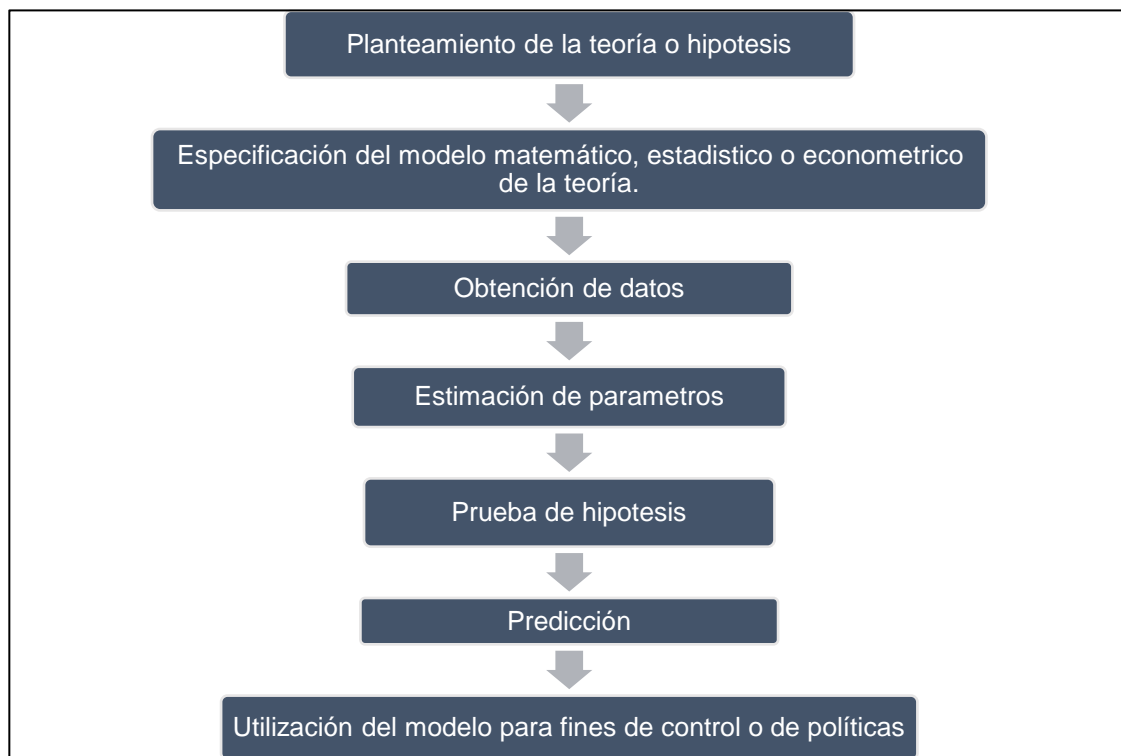 Planteamiento de la teoría o hipotesis
Especificación del modelo matemático, estadistico o econometrico
de la teoría.
Obtención de datos
Estimación de parametros
Prueba de hipotesis
Predicción
Utilización del modelo para fines de control o de políticas